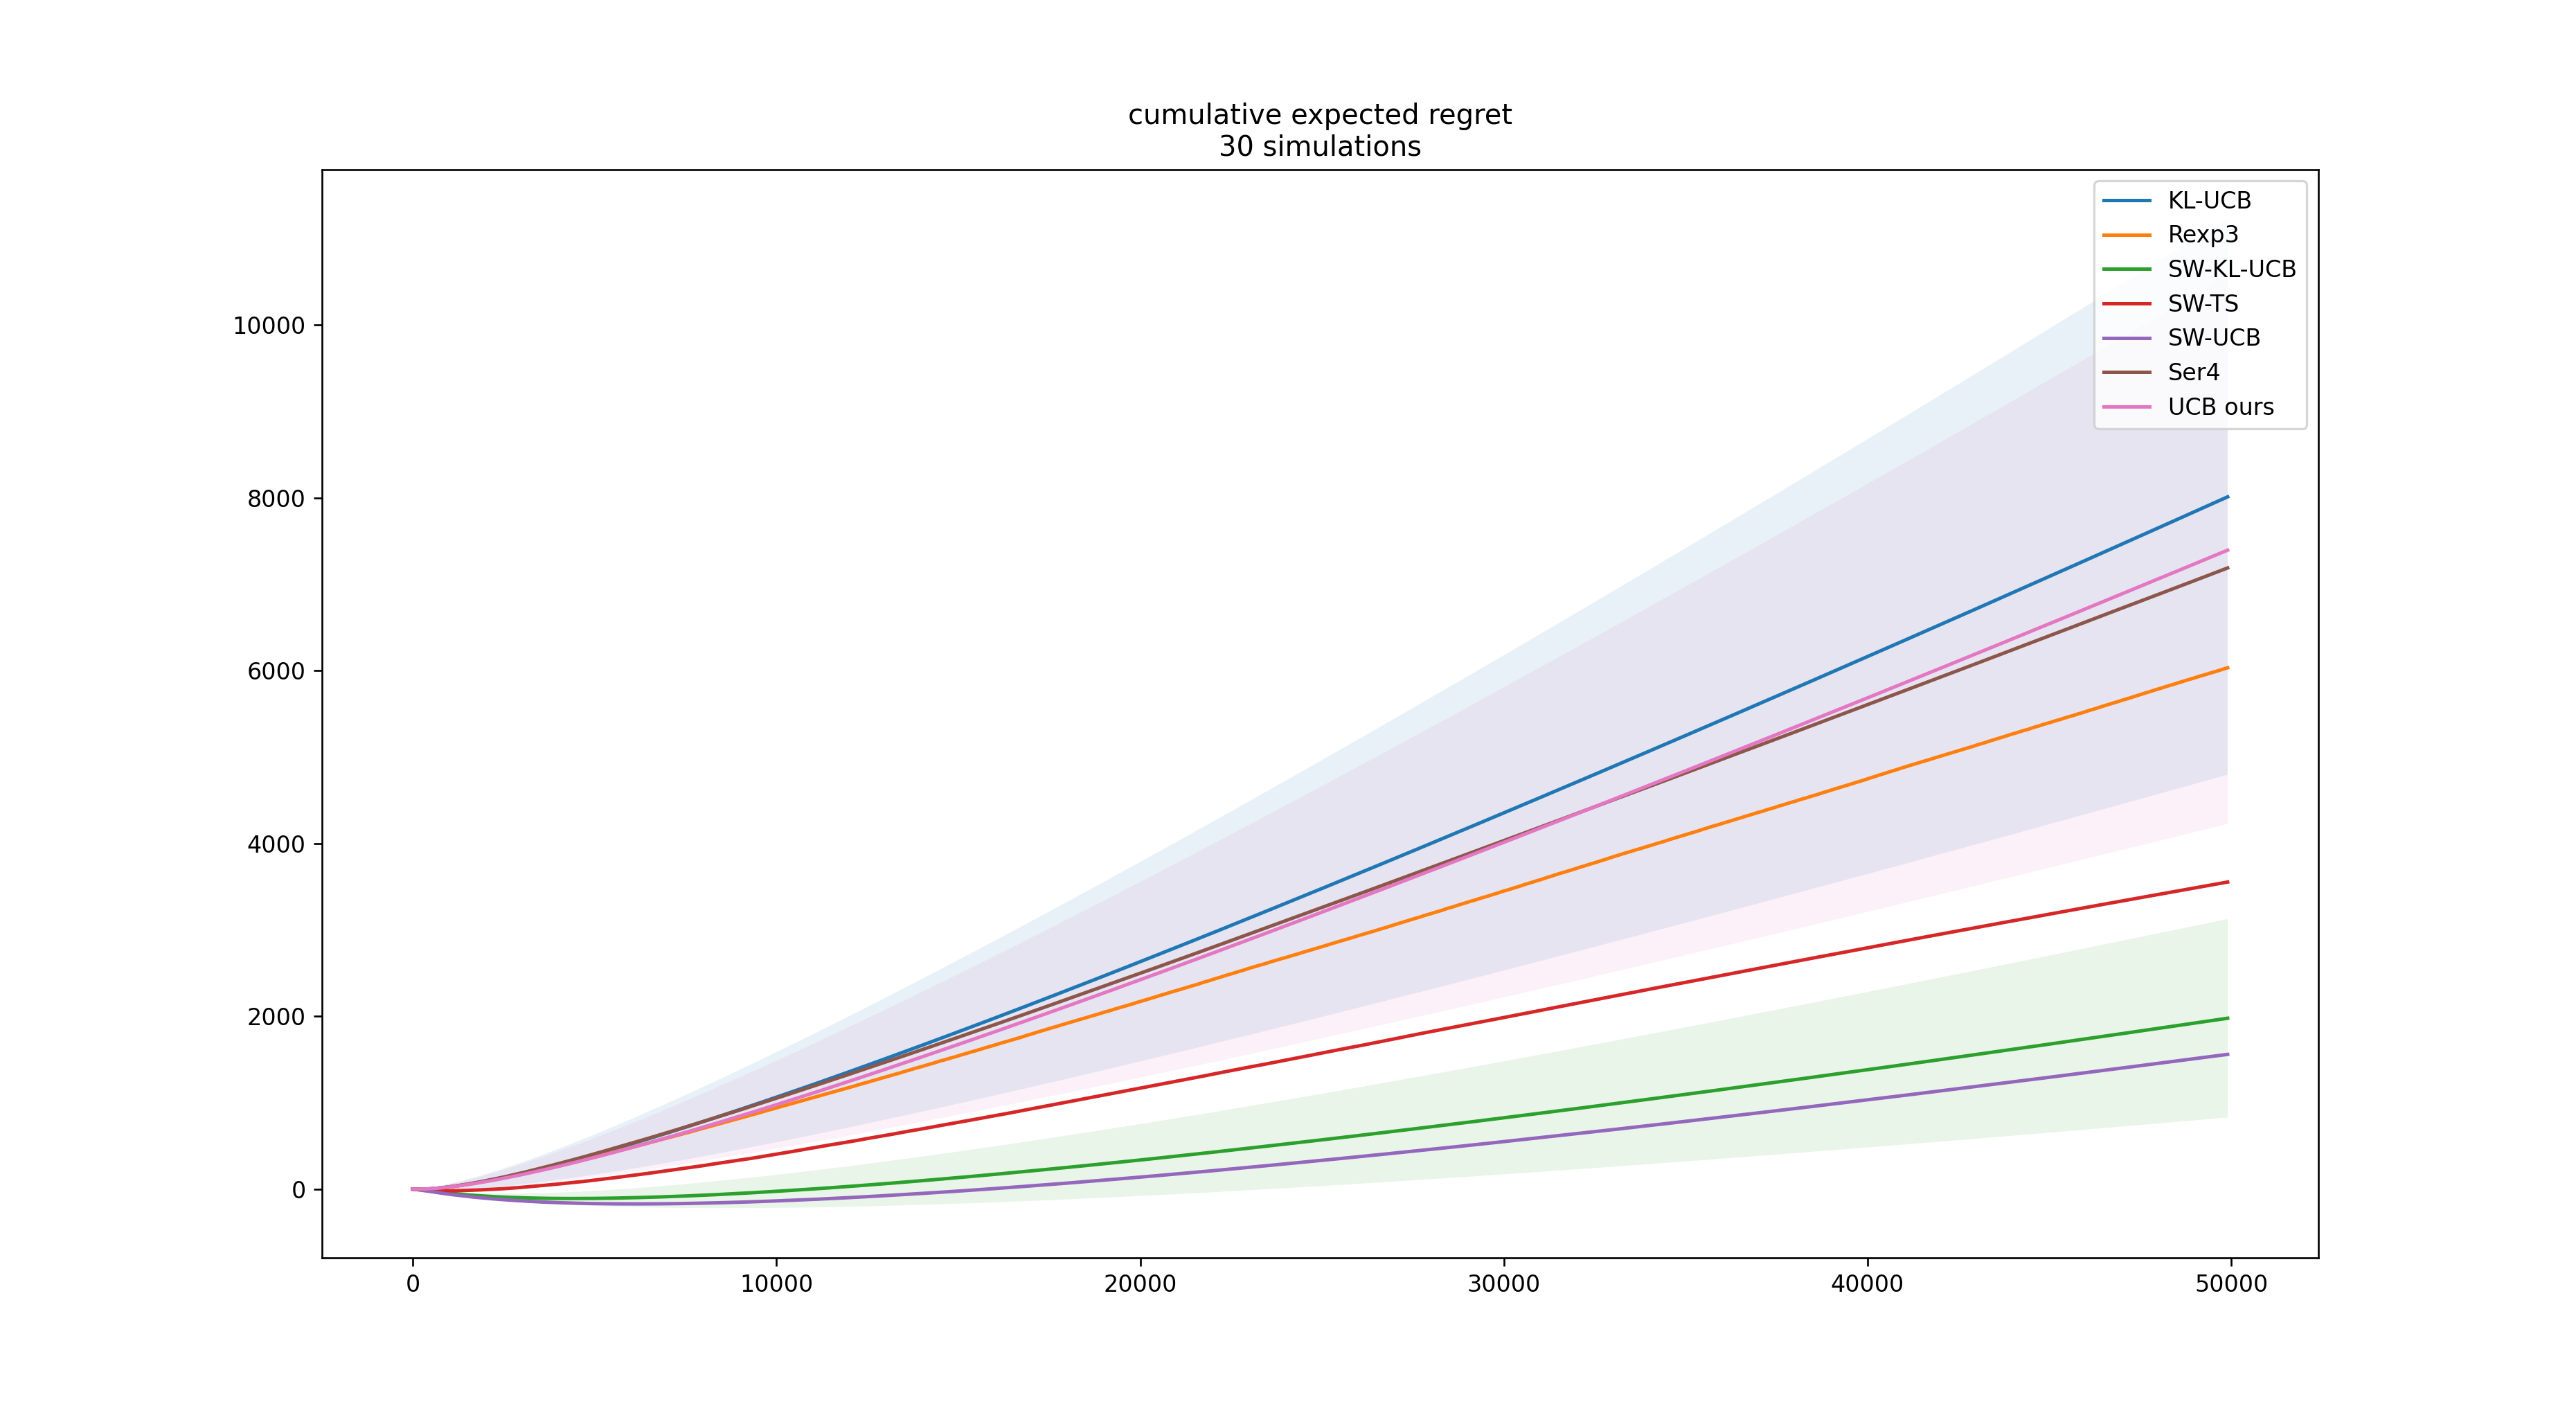 cumulative expected regret
30 simulations
KL-UCB
Rexp3
SW-KL-UCB
SW-TS
SW-UCB
Ser4
UCB ours
10000
8000
6000
4000
2000
0
0
10000
20000
30000
40000
50000